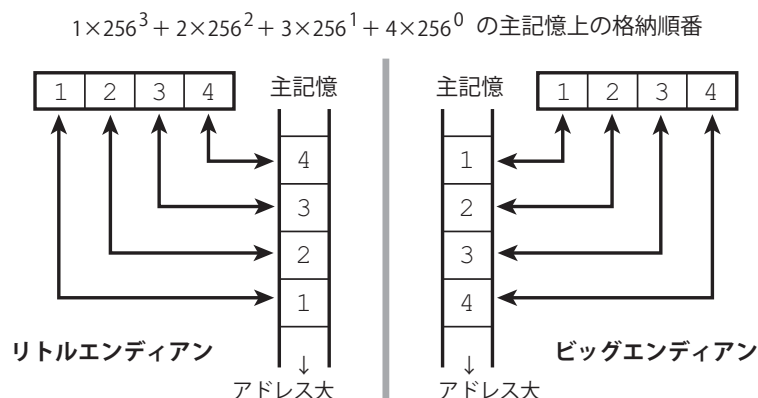 1×256³ + 2×256² + 3×256¹ + 4×256⁰ の主記憶上の格納順番
1 2 3 4
主記憶
4
3
2
1
リトルエンディアン
↓
アドレス大
主記憶
1 2 3 4
1
2
3
4
ビッグエンディアン
↓
アドレス大